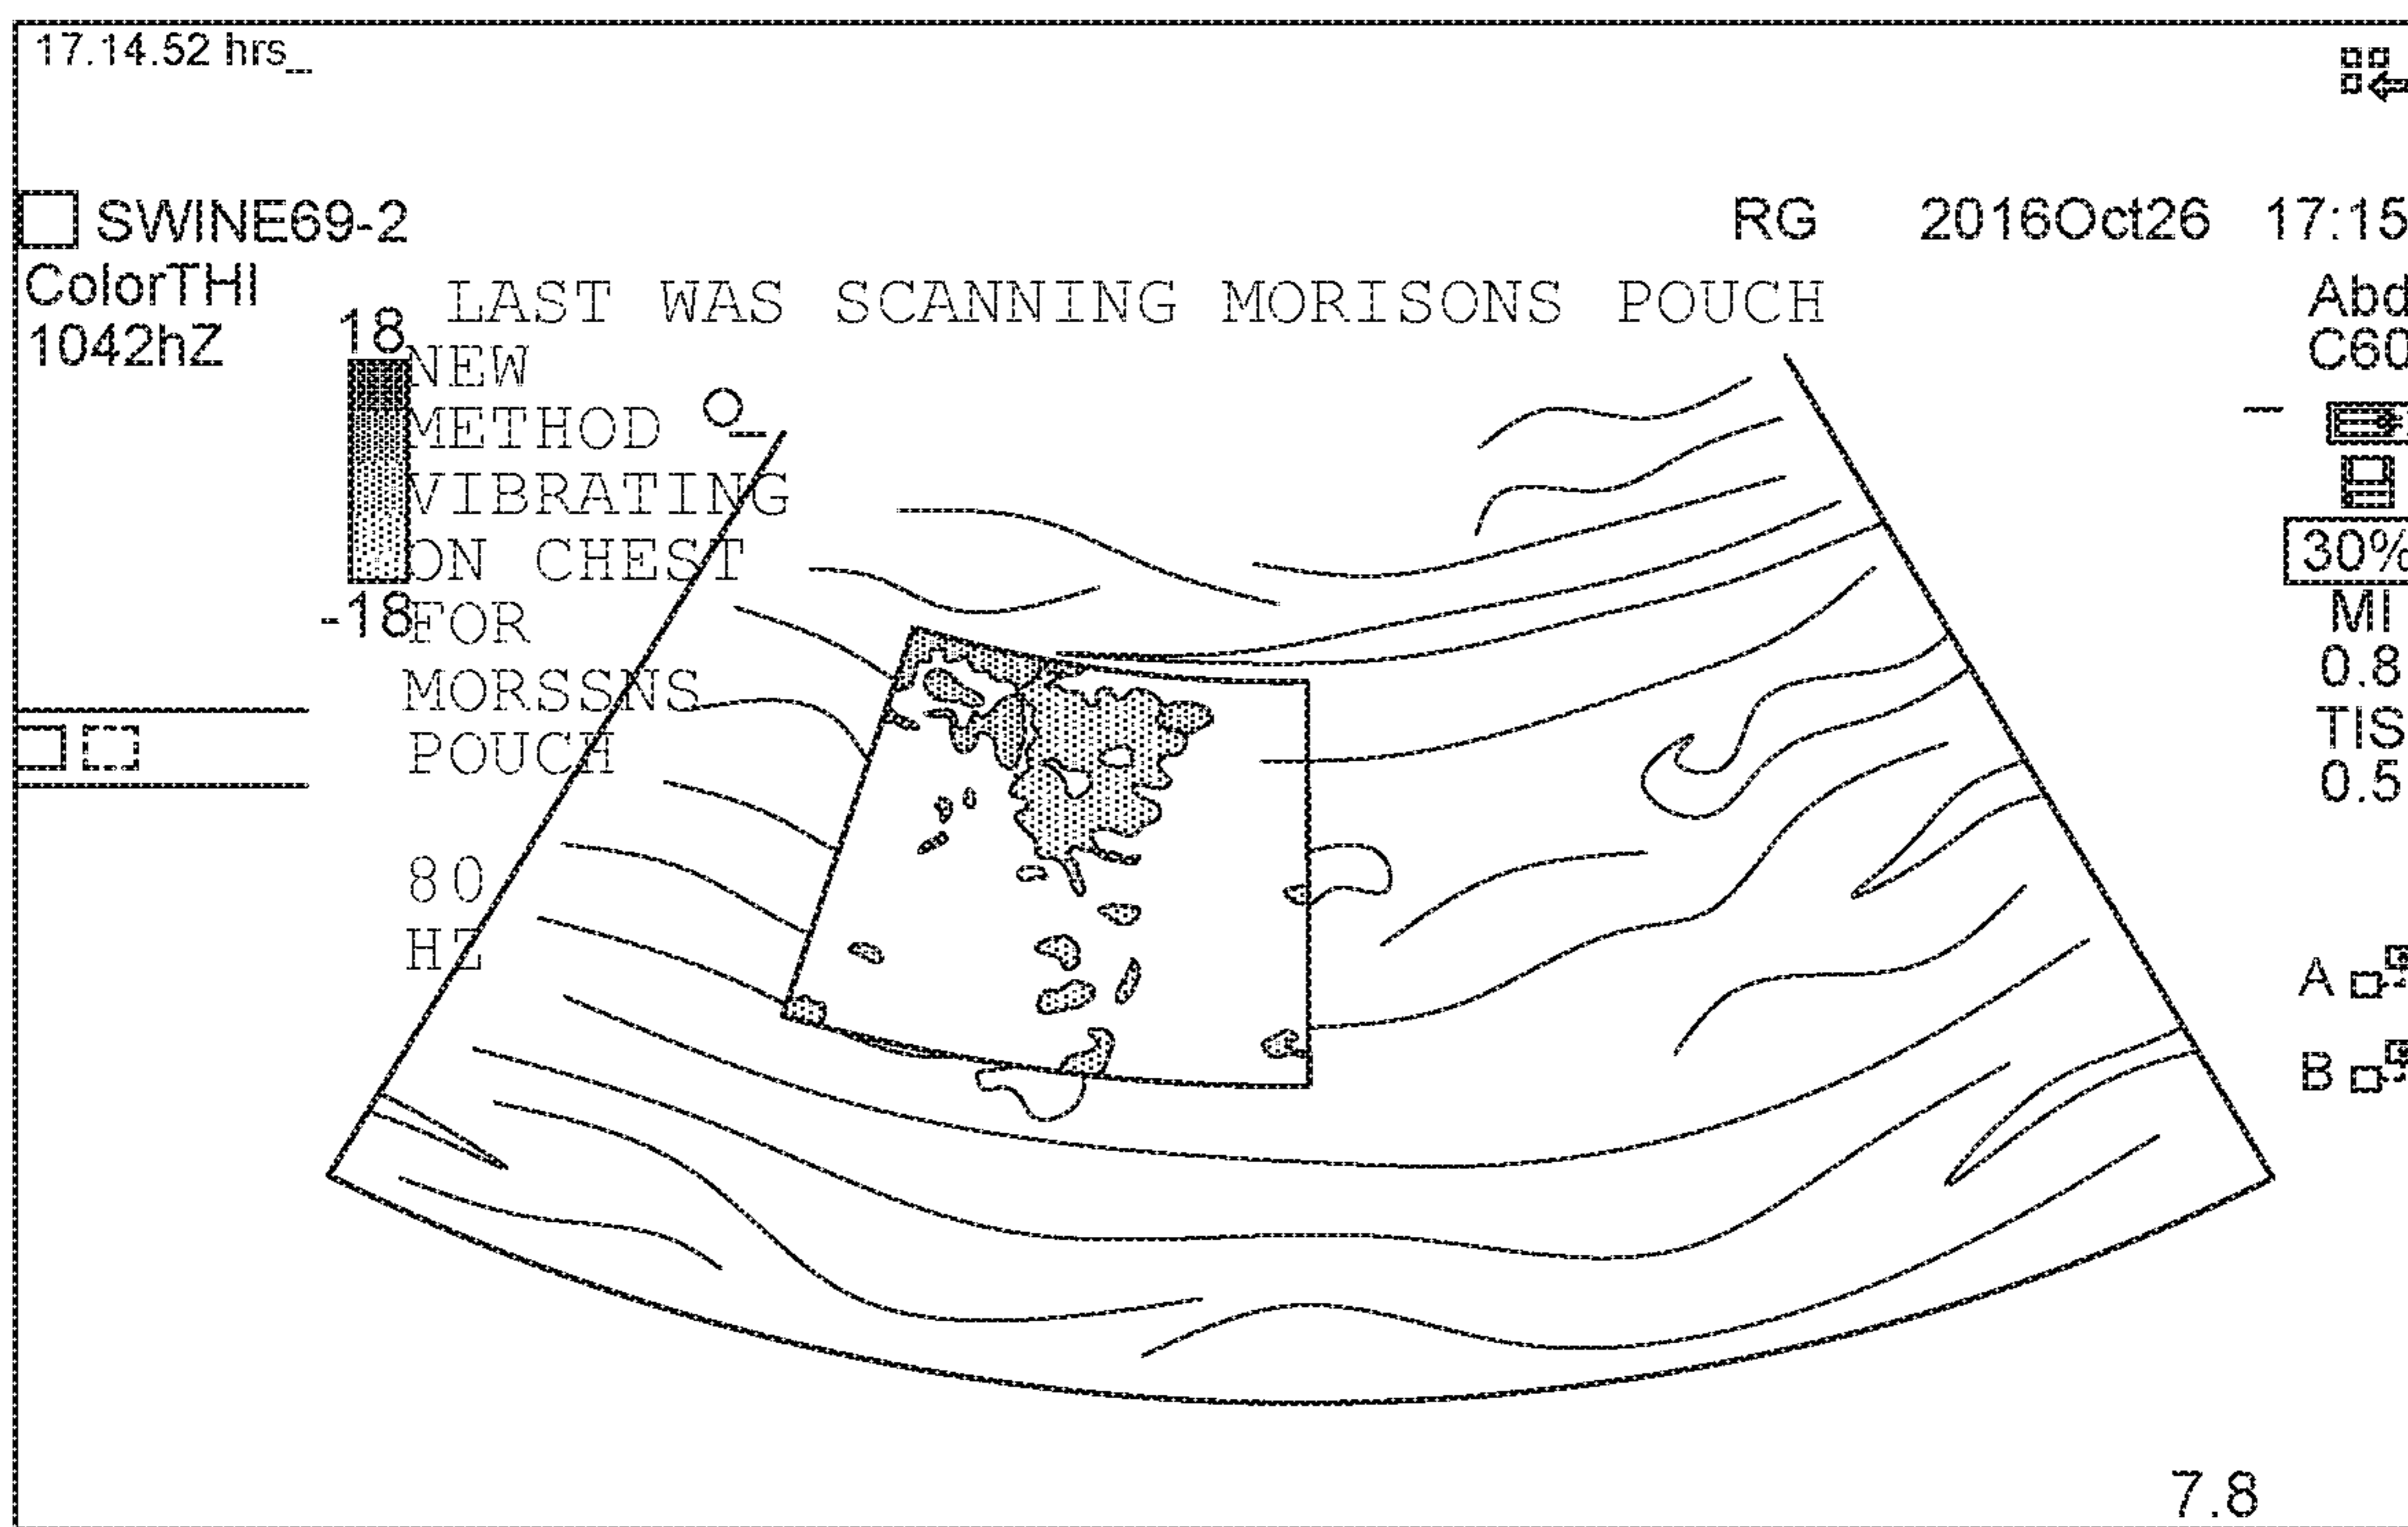 17.14.52 hrs_
SWINE69-2 RG 2016Oct26 17:15
ColorTHI
1042hZ
18
-18
LAST WAS SCANNING MORISONS POUCH
NEW
METHOD
VIBRATING
ON CHEST
FOR
MORSSNS
POUCH
80
HZ
Abd
C60
30%
MI
0.8
TIS
0.5
A
B
7.8